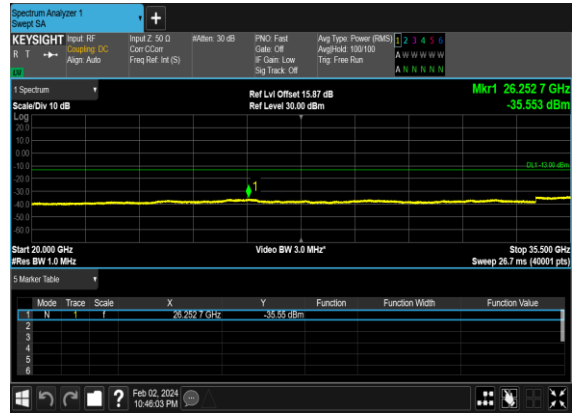 Spectrum Analyzer 1
Swept SA
+
KEYSIGHT Input: RF Input Z: 50 Ω #Atten: 30 dB PNO: Fast Avg Type: Power (RMS) 1 2 3 4 5 6
R T Coupling: DC Corr CCorr Gate: Off Avg|Hold: 100/100 A W W W W W
Align: Auto Freq Ref: Int (S) IF Gain: Low Trig: Free Run A N N N N N
Sig Track: Off
1 Spectrum Ref Lvl Offset 15.87 dB Mkr1 26.252 7 GHz
Scale/Div 10 dB Ref Level 30.00 dBm -35.553 dBm
Log
20.0
10.0
0.00
-10.0
DL1 -13.00 dBm
-20.0
-30.0
1
-40.0
-50.0
-60.0
Start 20.000 GHz Video BW 3.0 MHz* Stop 35.500 GHz
#Res BW 1.0 MHz Sweep 26.7 ms (40001 pts)
5 Marker Table
Mode Trace Scale X Y Function Function Width Function Value
1 N 1 f 26.252 7 GHz -35.55 dBm
2
3
4
5
6
? Feb 02, 2024
10:46:03 PM